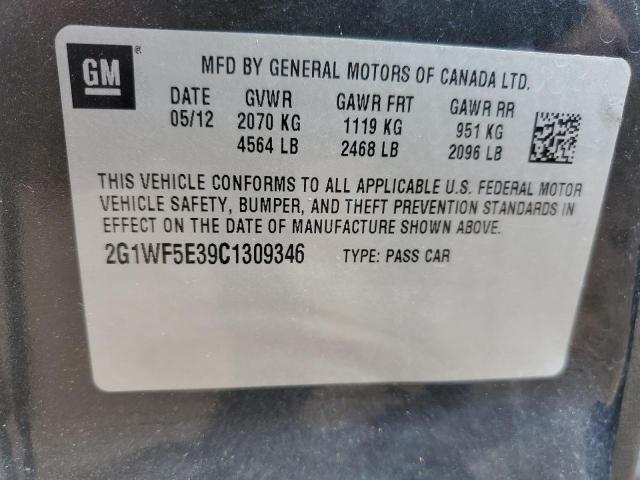 GM
MFD BY GENERAL MOTORS OF CANADA LTD.
DATE GVWR GAWR FRT GAWR RR
05/12 2070 KG 1119 KG 951 KG
4564 LB 2468 LB 2096 LB
THIS VEHICLE CONFORMS TO ALL APPLICABLE U.S. FEDERAL MOTOR
VEHICLE SAFETY, BUMPER, AND THEFT PREVENTION STANDARDS IN
EFFECT ON THE DATE OF MANUFACTURE SHOWN ABOVE.
2G1WF5E39C1309346 TYPE: PASS CAR